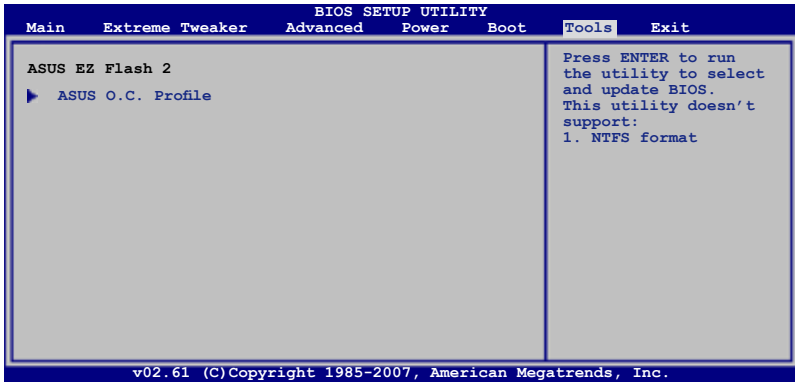 BIOS SETUP UTILITY
Main Extreme Tweaker Advanced Power Boot Tools Exit
ASUS EZ Flash 2
ASUS O.C. Profile
Press ENTER to run
the utility to select
and update BIOS.
This utility doesn't
support:
1. NTFS format
v02.61 (C)Copyright 1985-2007, American Megatrends, Inc.